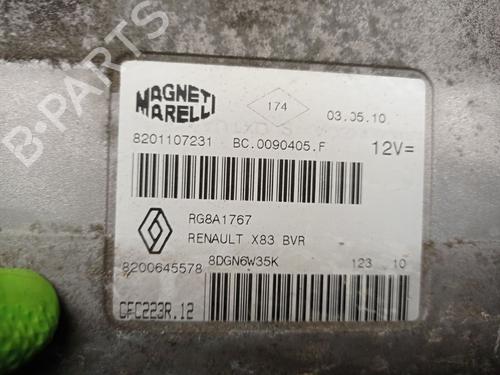 B-PARTS
MAGNETI MARELLI
174
03.05.10
8201107231 BC.0090405.F 12V=
RG8A1767
RENAULT X83 BVR
8200645578 8DGN6W35K 123 10
CFC223R.12